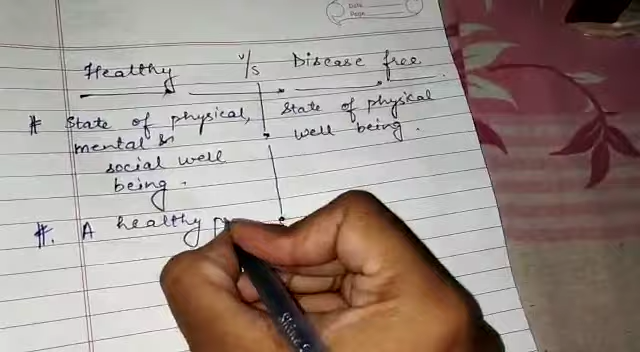 Date
Page
Healthy v/s Disease free
# State of physical, mental & social well being.
State of physical well being.
#. A healthy